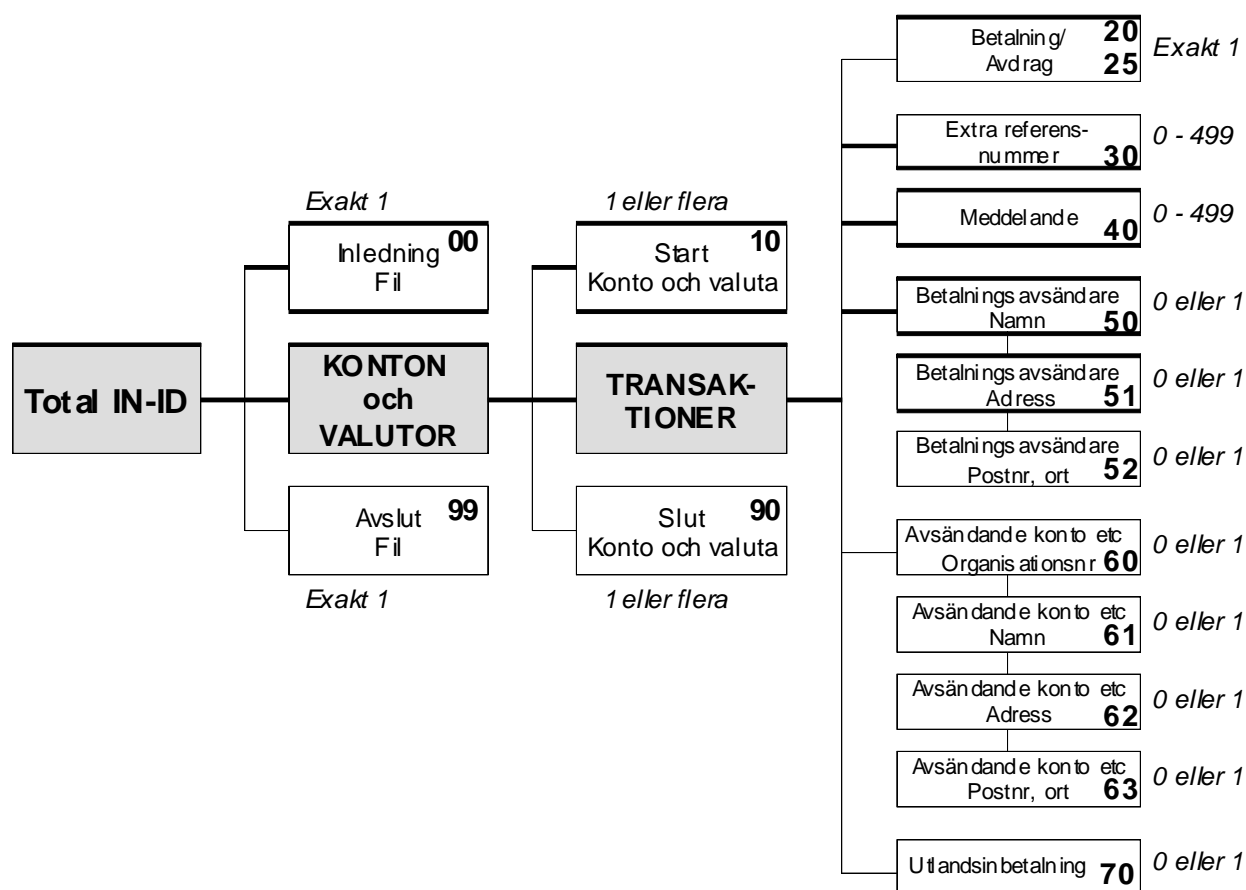 Total IN-ID
Exakt 1
Inledning 00
Fil
KONTON
och
VALUTOR
Avslut 99
Fil
Exakt 1
1 eller flera
Start 10
Konto och valuta
TRANSAK-
TIONER
Slut 90
Konto och valuta
1 eller flera
Betalning/ 20
Avdrag 25
Exakt 1
Extra referens-
nummer 30
0 - 499
Meddelande 40
0 - 499
Betalningsavsändare
Namn 50
0 eller 1
Betalningsavsändare
Adress 51
0 eller 1
Betalningsavsändare
Postnr, ort 52
0 eller 1
Avsändande konto etc
Organisationsnr 60
0 eller 1
Avsändande konto etc
Namn 61
0 eller 1
Avsändande konto etc
Adress 62
0 eller 1
Avsändande konto etc
Postnr, ort 63
0 eller 1
Utlandsinbetalning 70
0 eller 1